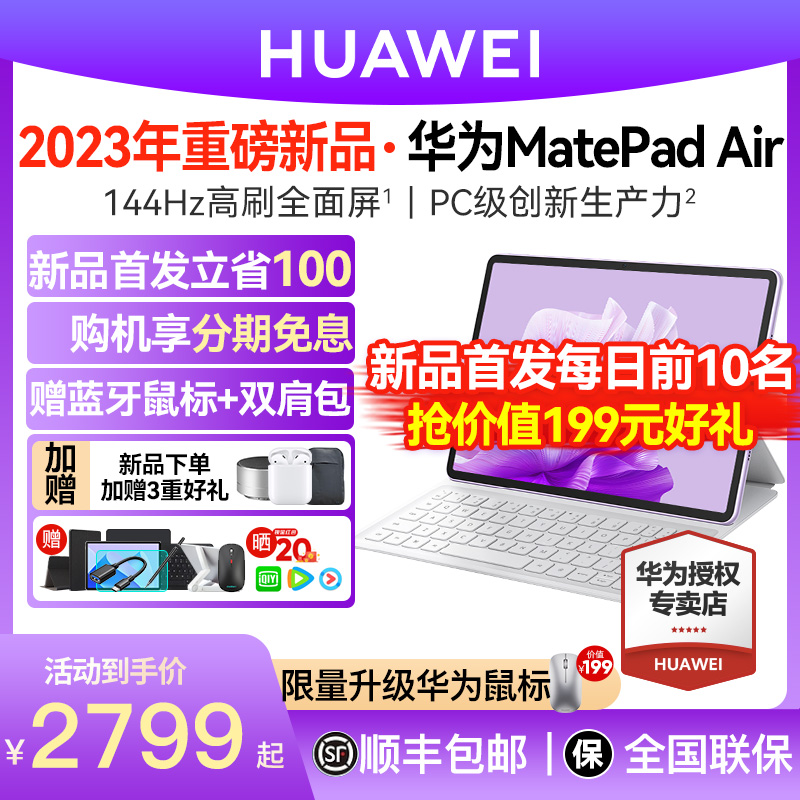 HUAWEI
2023年重磅新品·华为MatePad Air
144Hz高刷全面屏1 | PC级创新生产力2
新品首发立省100
购机享分期免息
赠蓝牙鼠标+双肩包
新品首发每日前10名
抢价值199元好礼
加赠
新品下单
加赠3重好礼
赠
晒
20
QIY
华为授权
专卖店
HUAWEI
活动到手价
¥2799起
限量升级华为鼠标
价值
¥199
SF
顺丰包邮
保
全国联保